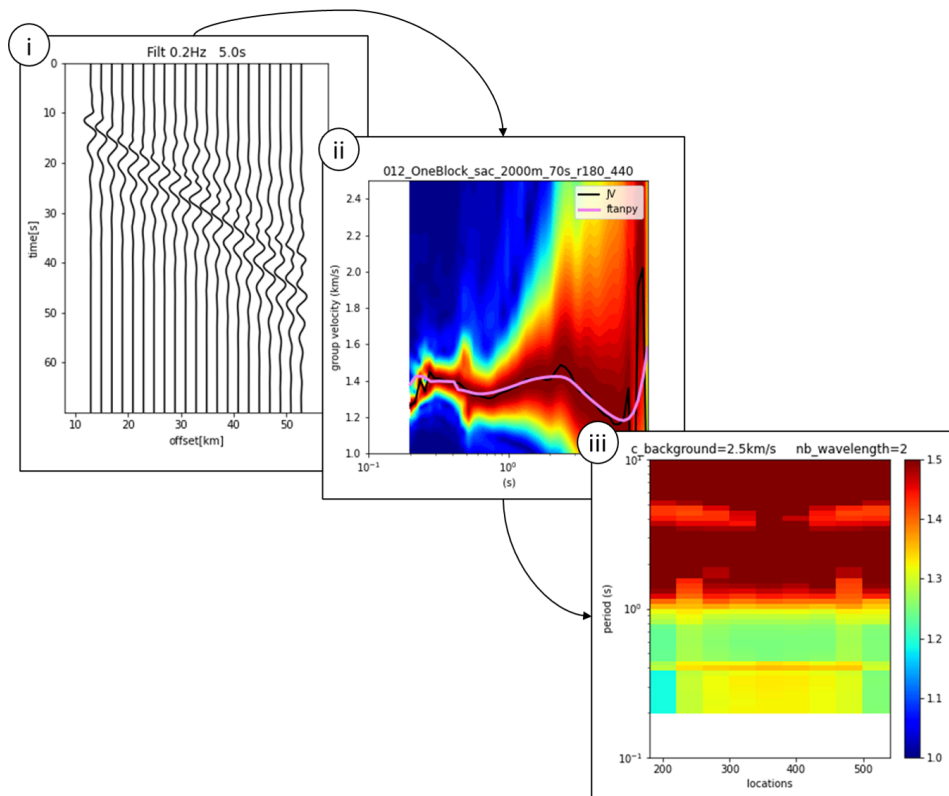 i
Filt 0.2Hz 5.0s
0
10
20
30
40
50
60
time[s]
10 20 30 40 50
offset[km]
ii
012_OneBlock_sac_2000m_70s_r180_440
JV
ftanpy
2.4
2.2
2.0
1.8
1.6
1.4
1.2
1.0
group velocity (km/s)
10⁻¹ 10⁰
(s)
iii
c_background=2.5km/s nb_wavelength=2
10¹
10⁰
10⁻¹
period (s)
200 300 400 500
locations
1.5
1.4
1.3
1.2
1.1
1.0